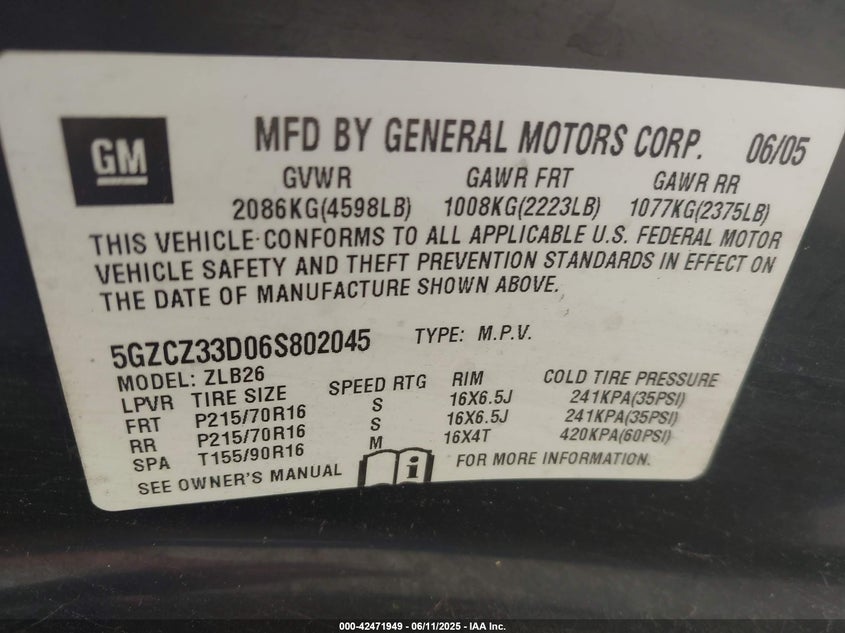 GM
MFD BY GENERAL MOTORS CORP. 06/05
GVWR GAWR FRT GAWR RR
2086KG(4598LB) 1008KG(2223LB) 1077KG(2375LB)
THIS VEHICLE CONFORMS TO ALL APPLICABLE U.S. FEDERAL MOTOR
VEHICLE SAFETY AND THEFT PREVENTION STANDARDS IN EFFECT ON
THE DATE OF MANUFACTURE SHOWN ABOVE.
5GZCZ33D06S802045 TYPE: M.P.V.
MODEL: ZLB26
LPVR TIRE SIZE SPEED RTG RIM COLD TIRE PRESSURE
FRT P215/70R16 S 16X6.5J 241KPA(35PSI)
RR P215/70R16 S 16X6.5J 241KPA(35PSI)
SPA T155/90R16 M 16X4T 420KPA(60PSI)
SEE OWNER'S MANUAL i FOR MORE INFORMATION.
000-42471949 - 06/11/2025 - IAA Inc.